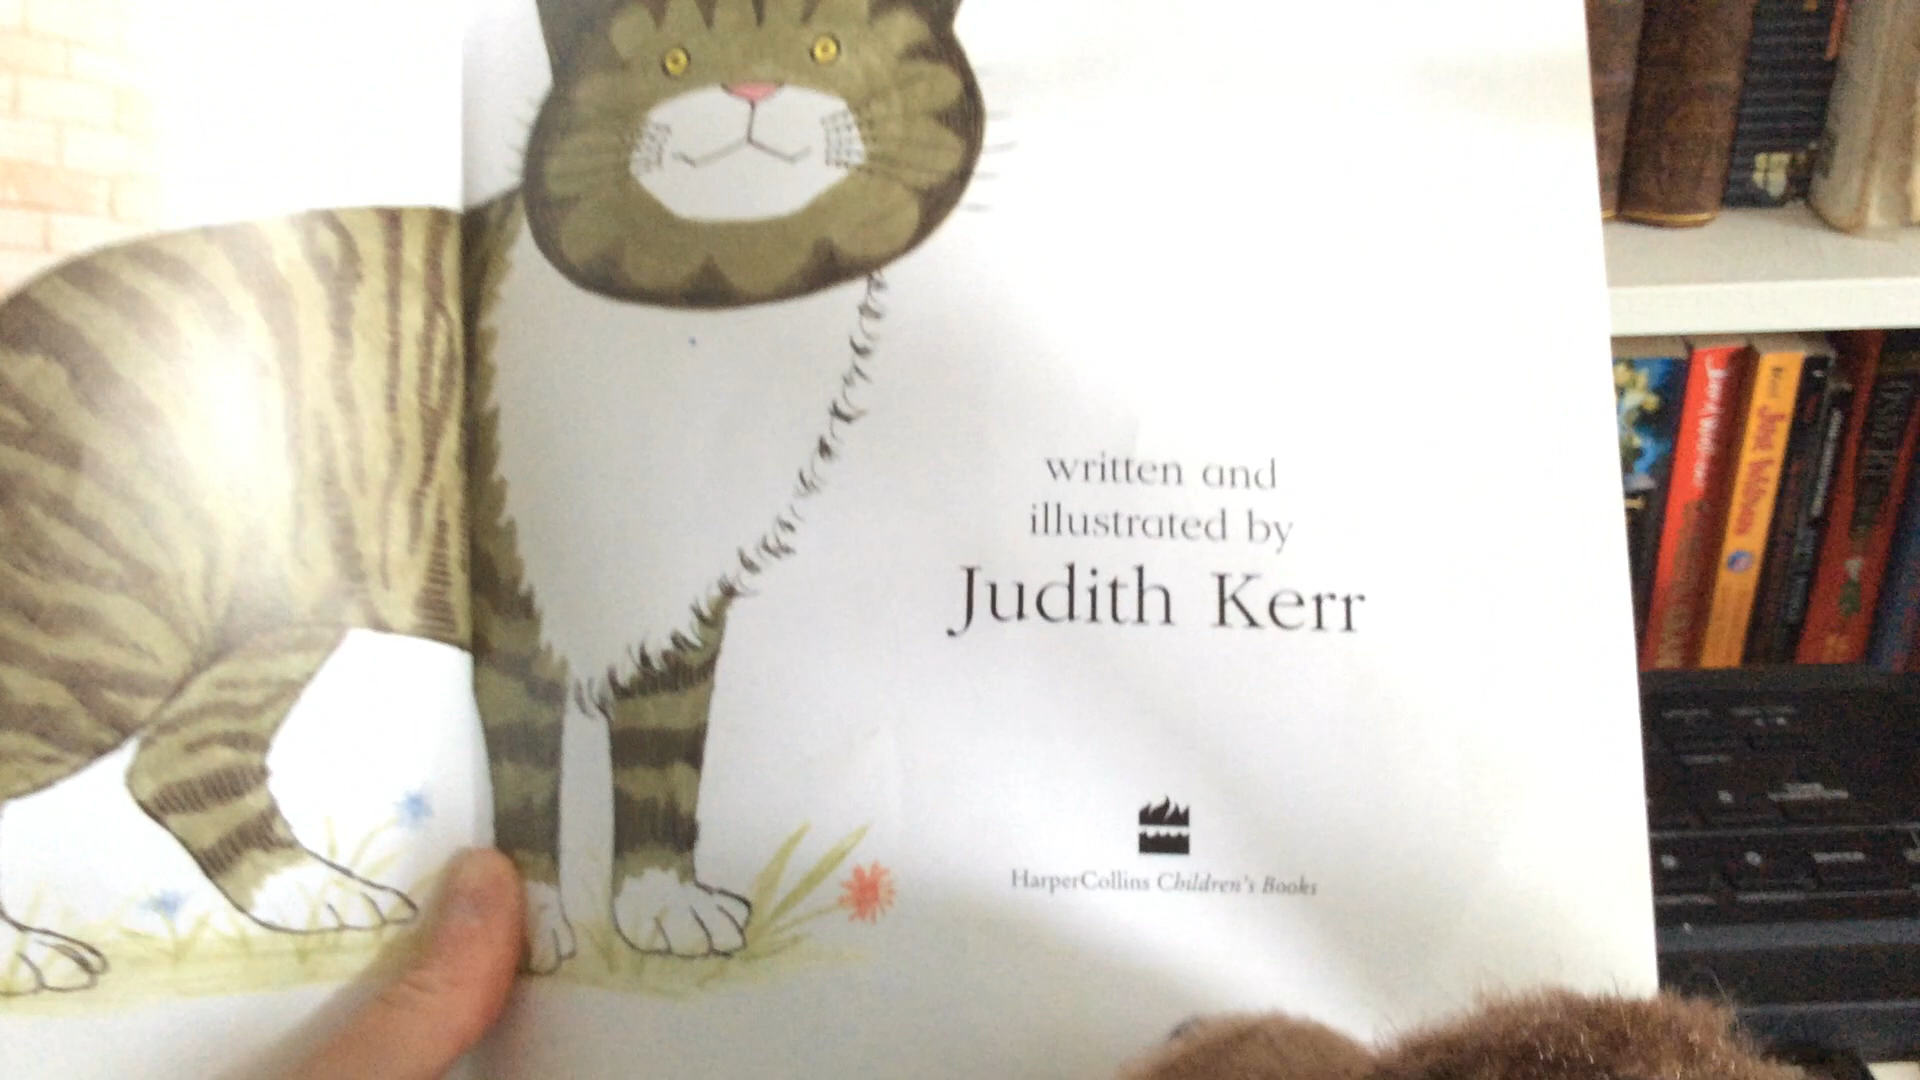 written and
illustrated by
Judith Kerr
HarperCollins Children's Books